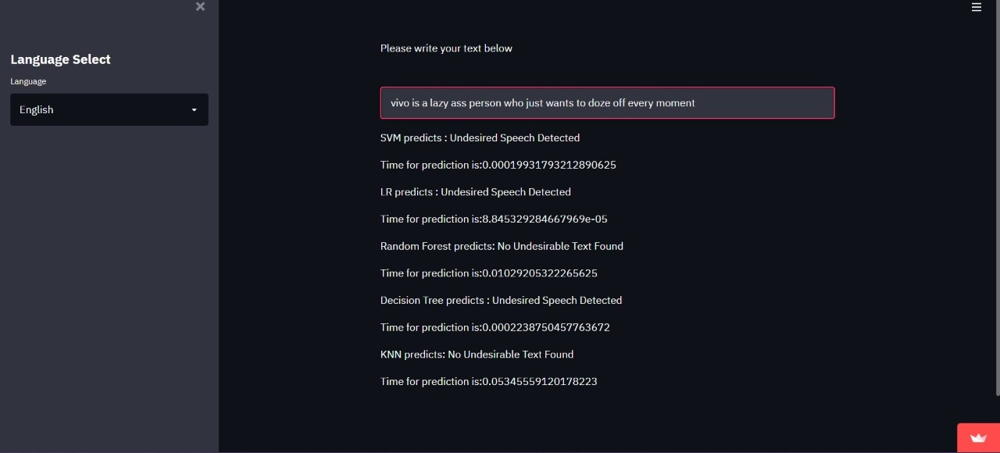 Language Select
Language
English
Please write your text below
vivo is a lazy ass person who just wants to doze off every moment
SVM predicts : Undesired Speech Detected
Time for prediction is:0.00019931793212890625
LR predicts : Undesired Speech Detected
Time for prediction is:8.845329284667969e-05
Random Forest predicts: No Undesirable Text Found
Time for prediction is:0.01029205322265625
Decision Tree predicts : Undesired Speech Detected
Time for prediction is:0.0002238750457763672
KNN predicts: No Undesirable Text Found
Time for prediction is:0.05345559120178223